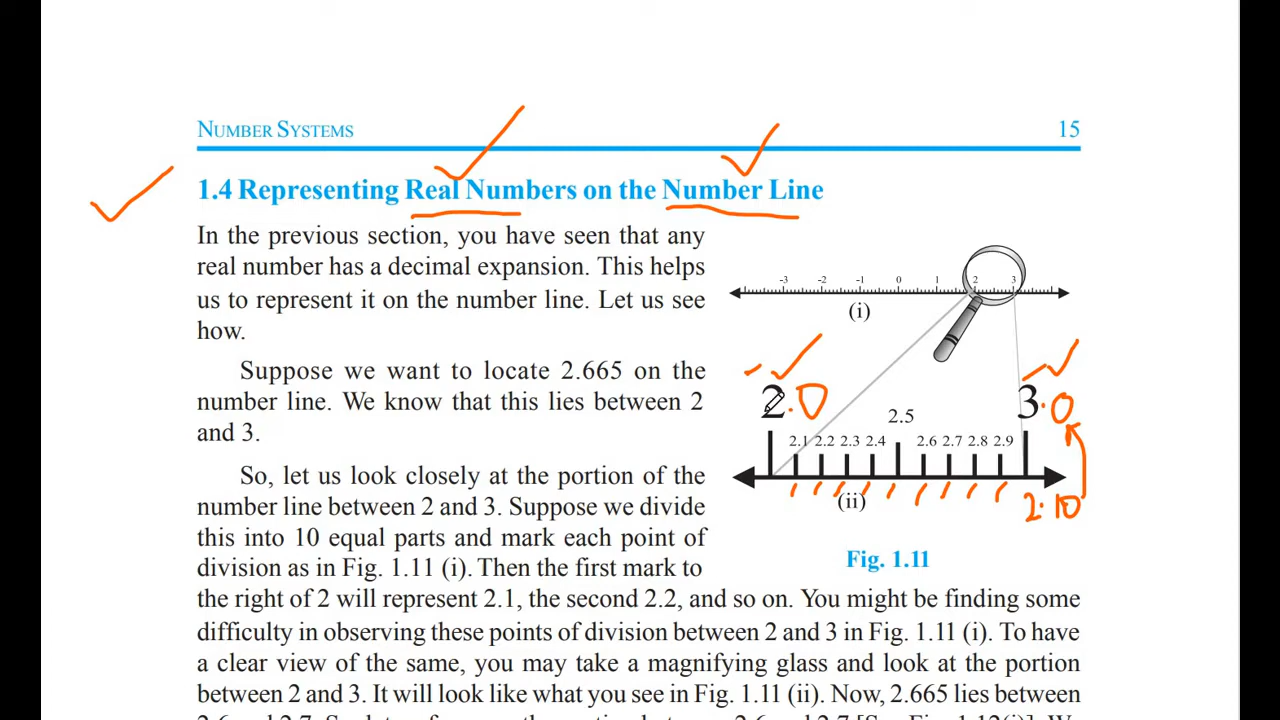 NUMBER SYSTEMS 15
1.4 Representing Real Numbers on the Number Line
In the previous section, you have seen that any
real number has a decimal expansion. This helps
us to represent it on the number line. Let us see
how.
Suppose we want to locate 2.665 on the
number line. We know that this lies between 2
and 3.
So, let us look closely at the portion of the
number line between 2 and 3. Suppose we divide
this into 10 equal parts and mark each point of
division as in Fig. 1.11 (i). Then the first mark to
-3 -2 -1 0 1 2 3
(i)
2.0 3.0
2.5
2.1 2.2 2.3 2.4 2.6 2.7 2.8 2.9
(ii) 2.10
Fig. 1.11
the right of 2 will represent 2.1, the second 2.2, and so on. You might be finding some
difficulty in observing these points of division between 2 and 3 in Fig. 1.11 (i). To have
a clear view of the same, you may take a magnifying glass and look at the portion
between 2 and 3. It will look like what you see in Fig. 1.11 (ii). Now, 2.665 lies between